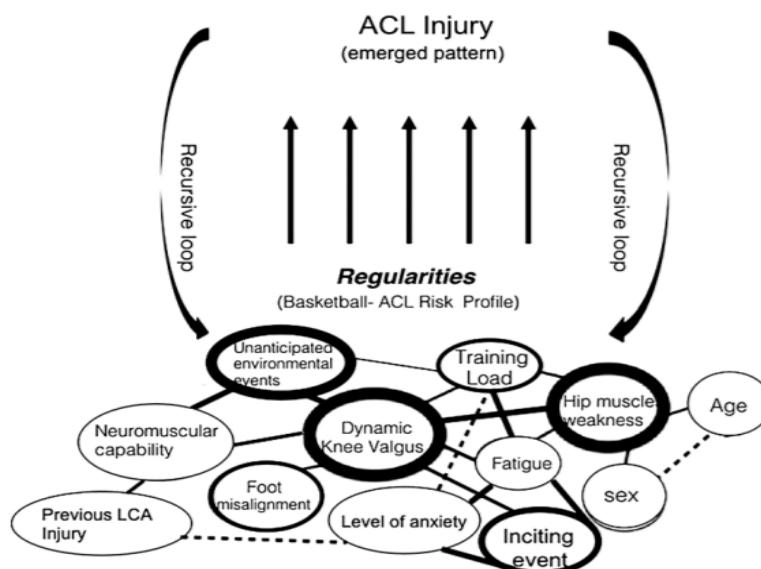 ACL Injury
(emerged pattern)
Recursive loop
Recursive loop
Regularities
(Basketball- ACL Risk Profile)
Unanticipated
environmental
events
Training
Load
Hip muscles
weakness
Age
Neuromuscular
capability
Dynamic
Knee Valgus
Fatigue
Foot
misalignment
sex
Previous LCA
Injury
Level of anxiety
Inciting
event